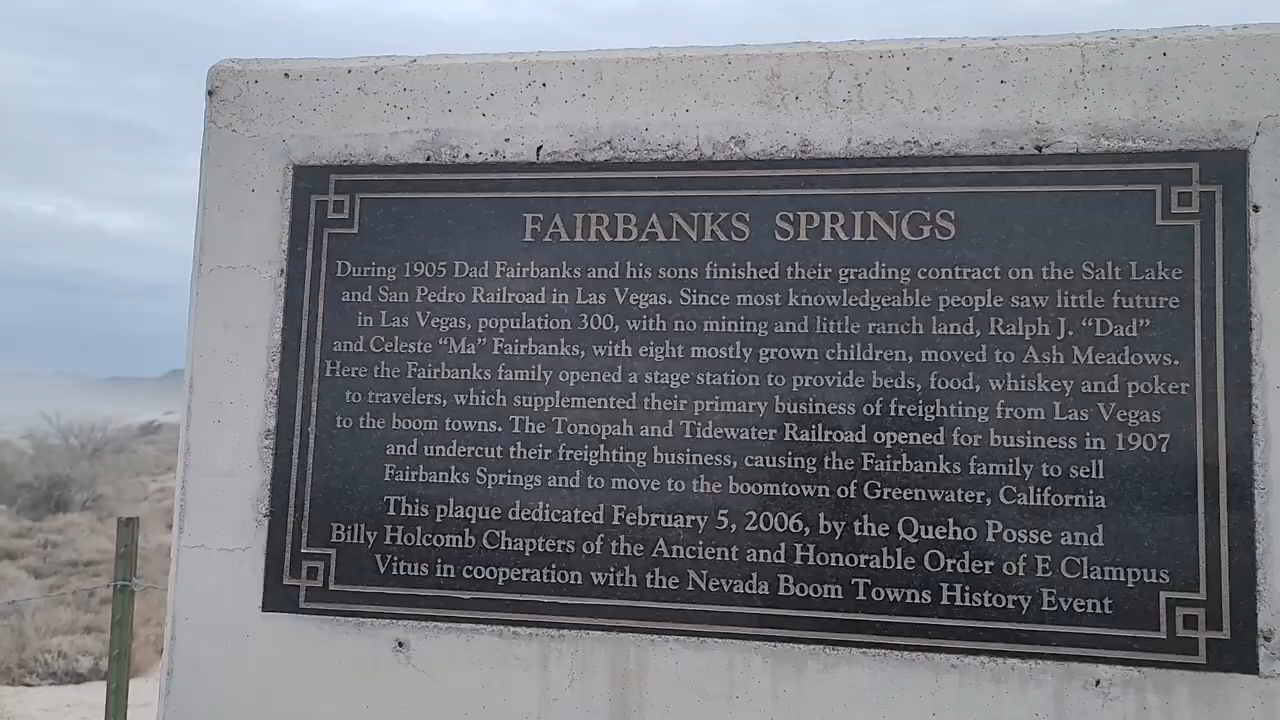 FAIRBANKS SPRINGS
During 1905 Dad Fairbanks and his sons finished their grading contract on the Salt Lake
and San Pedro Railroad in Las Vegas. Since most knowledgeable people saw little future
in Las Vegas, population 300, with no mining and little ranch land, Ralph J. “Dad”
and Celeste “Ma” Fairbanks, with eight mostly grown children, moved to Ash Meadows.
Here the Fairbanks family opened a stage station to provide beds, food, whiskey and poker
to travelers, which supplemented their primary business of freighting from Las Vegas
to the boom towns. The Tonopah and Tidewater Railroad opened for business in 1907
and undercut their freighting business, causing the Fairbanks family to sell
Fairbanks Springs and to move to the boomtown of Greenwater, California
This plaque dedicated February 5, 2006, by the Queho Posse and
Billy Holcomb Chapters of the Ancient and Honorable Order of E Clampus
Vitus in cooperation with the Nevada Boom Towns History Event